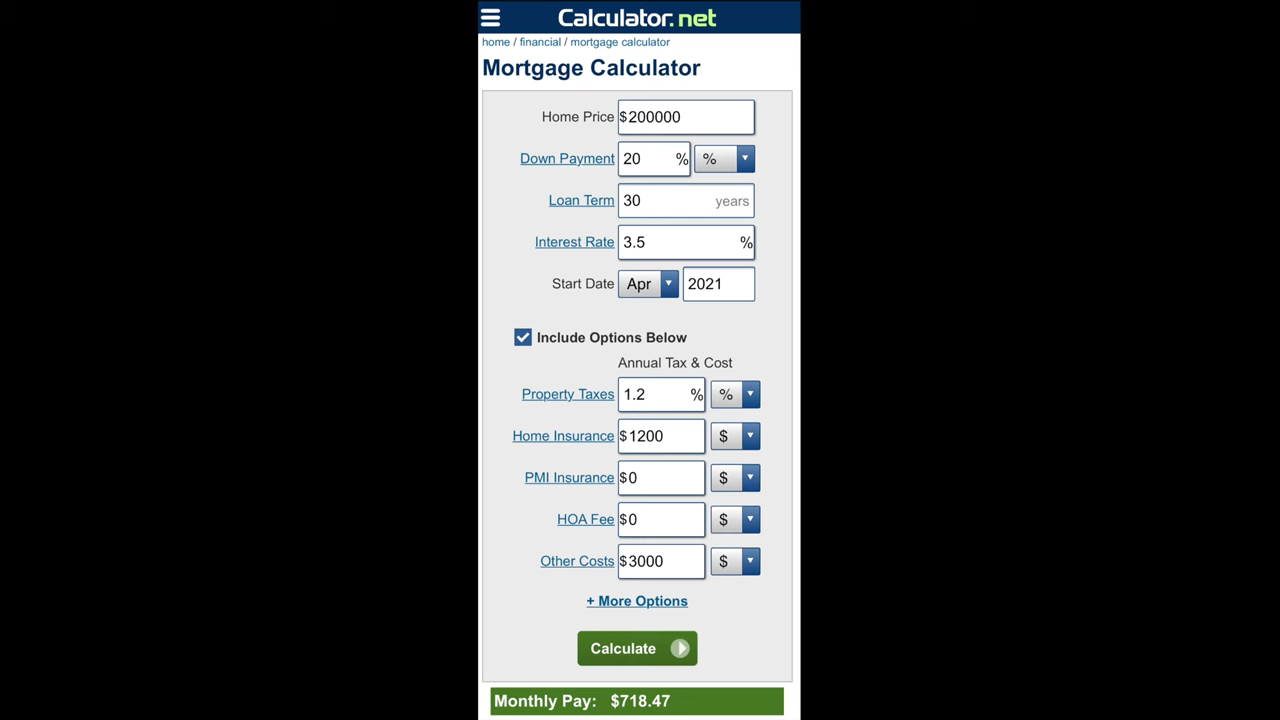 Calculator.net
home / financial / mortgage calculator
Mortgage Calculator
Home Price $200000
Down Payment 20 % %
Loan Term 30 years
Interest Rate 3.5 %
Start Date Apr 2021
Include Options Below
Annual Tax & Cost
Property Taxes 1.2 % %
Home Insurance $1200 $
PMI Insurance $0 $
HOA Fee $0 $
Other Costs $3000 $
+ More Options
Calculate
Monthly Pay: $718.47